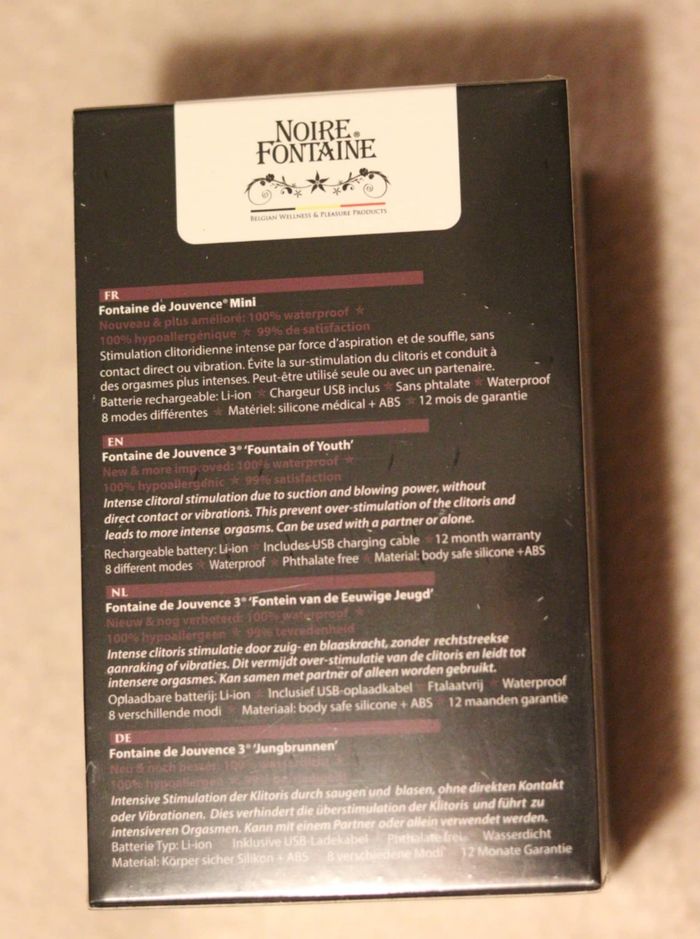 NOIRE
FONTAINE®
BELGIAN WELLNESS & PLEASURE PRODUCTS
FR
Fontaine de Jouvence® Mini
Nouveau & plus amélioré: 100% waterproof ★
100% hypoallergénique ★ 99% de satisfaction
Stimulation clitoridienne intense par force d'aspiration et de souffle, sans
contact direct ou vibration. Évite la sur-stimulation du clitoris et conduit à
des orgasmes plus intenses. Peut-être utilisé seule ou avec un partenaire.
Batterie rechargeable: Li-ion ★ Chargeur USB inclus ★ Sans phtalate ★ Waterproof
8 modes différentes ★ Matériel: silicone médical + ABS ★ 12 mois de garantie
EN
Fontaine de Jouvence 3® 'Fountain of Youth'
New & more improved: 100% waterproof ★
100% hypoallergenic ★ 99% satisfaction
Intense clitoral stimulation due to suction and blowing power, without
direct contact or vibrations. This prevent over-stimulation of the clitoris and
leads to more intense orgasms. Can be used with a partner or alone.
Rechargeable battery: Li-ion ★ Includes USB charging cable ★ 12 month warranty
8 different modes ★ Waterproof ★ Phthalate free ★ Material: body safe silicone +ABS
NL
Fontaine de Jouvence 3® 'Fontein van de Eeuwige Jeugd'
Nieuw & nog verbeterd: 100% waterproof ★
100% hypoallergeen ★ 99% tevredenheid
Intense clitoris stimulatie door zuig- en blaaskracht, zonder rechtstreekse
aanraking of vibraties. Dit vermijdt over-stimulatie van de clitoris en leidt tot
intensere orgasmes. Kan samen met partner of alleen worden gebruikt.
Oplaadbare batterij: Li-ion ★ Inclusief USB-oplaadkabel ★ Ftalaatvrij ★ Waterproof
8 verschillende modi ★ Materiaal: body safe silicone + ABS ★ 12 maanden garantie
DE
Fontaine de Jouvence 3® 'Jungbrunnen'
Neu & noch besser: 100%
100% hypoallergen
Intensive Stimulation der Klitoris durch saugen und blasen, ohne direkten Kontakt
oder Vibrationen. Dies verhindert die überstimulation der Klitoris und führt zu
intensiveren Orgasmen. Kann mit einem Partner oder allein verwendet werden.
Batterie Typ: Li-ion Inklusive USB-Ladekabel Phthalate frei Wasserdicht
Material: Körper sicher Silikon + ABS 8 verschiedene Modi 12 Monate Garantie